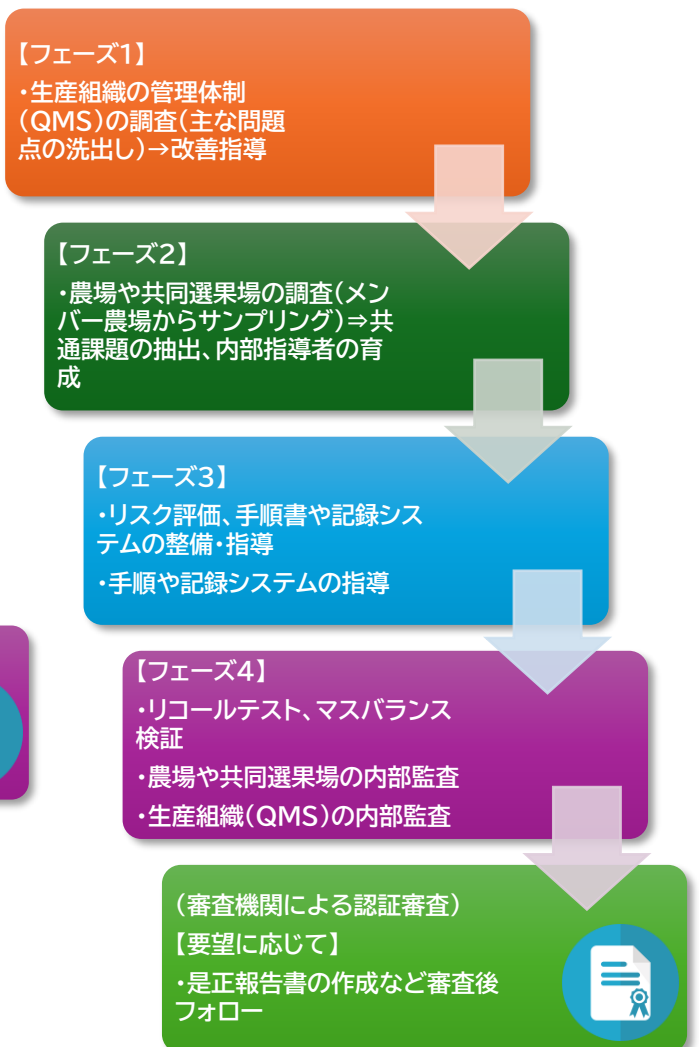 【フェーズ1】
・生産組織の管理体制
(QMS)の調査(主な問題
点の洗出し)→改善指導
【フェーズ2】
・農場や共同選果場の調査(メン
バー農場からサンプリング)⇒共
通課題の抽出、内部指導者の育
成
【フェーズ3】
・リスク評価、手順書や記録シス
テムの整備・指導
・手順や記録システムの指導
【フェーズ4】
・リコールテスト、マスバランス
検証
・農場や共同選果場の内部監査
・生産組織(QMS)の内部監査
(審査機関による認証審査)
【要望に応じて】
・是正報告書の作成など審査後
フォロー